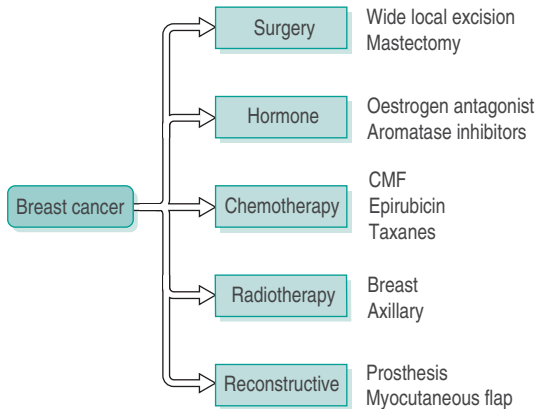 Breast cancer
Surgery
Wide local excision
Mastectomy
Hormone
Oestrogen antagonist
Aromatase inhibitors
Chemotherapy
CMF
Epirubicin
Taxanes
Radiotherapy
Breast
Axillary
Reconstructive
Prosthesis
Myocutaneous flap